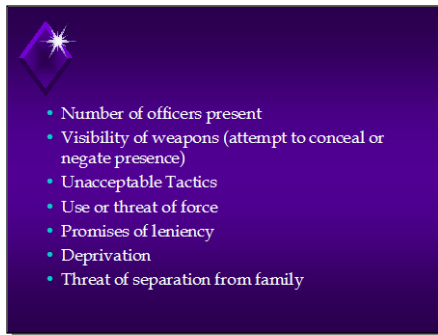 • Number of officers present
• Visibility of weapons (attempt to conceal or
negate presence)
• Unacceptable Tactics
• Use or threat of force
• Promises of leniency
• Deprivation
• Threat of separation from family